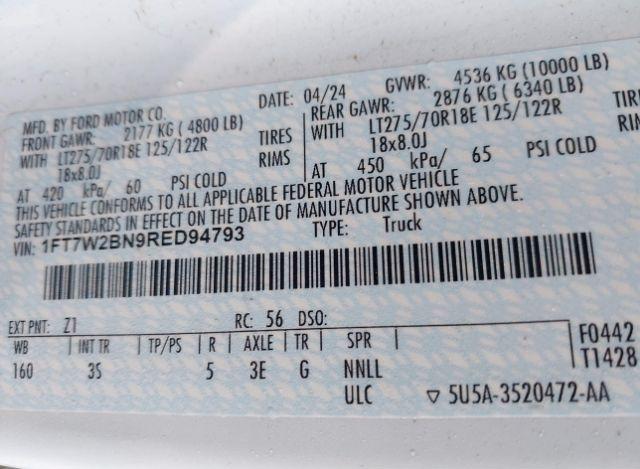 MFD. BY FORD MOTOR CO. DATE: 04/24 GVWR: 4536 KG (10000 LB)
FRONT GAWR: 2177 KG ( 4800 LB) REAR GAWR: 2876 KG ( 6340 LB)
WITH LT275/70R18E 125/122R TIRES WITH LT275/70R18E 125/122R
18x8.0J RIMS 18x8.0J RIMS
AT 420 kPa/ 60 PSI COLD AT 450 kPa/ 65 PSI COLD
THIS VEHICLE CONFORMS TO ALL APPLICABLE FEDERAL MOTOR VEHICLE
SAFETY STANDARDS IN EFFECT ON THE DATE OF MANUFACTURE SHOWN ABOVE.
VIN: 1FT7W2BN9RED94793 TYPE: Truck
EXT PNT: Z1 RC: 56 DSO:
WB INT TR TP/PS R AXLE TR SPR F0442
160 3S 5 3E G NNLL T1428
ULC ▽ 5U5A-3520472-AA